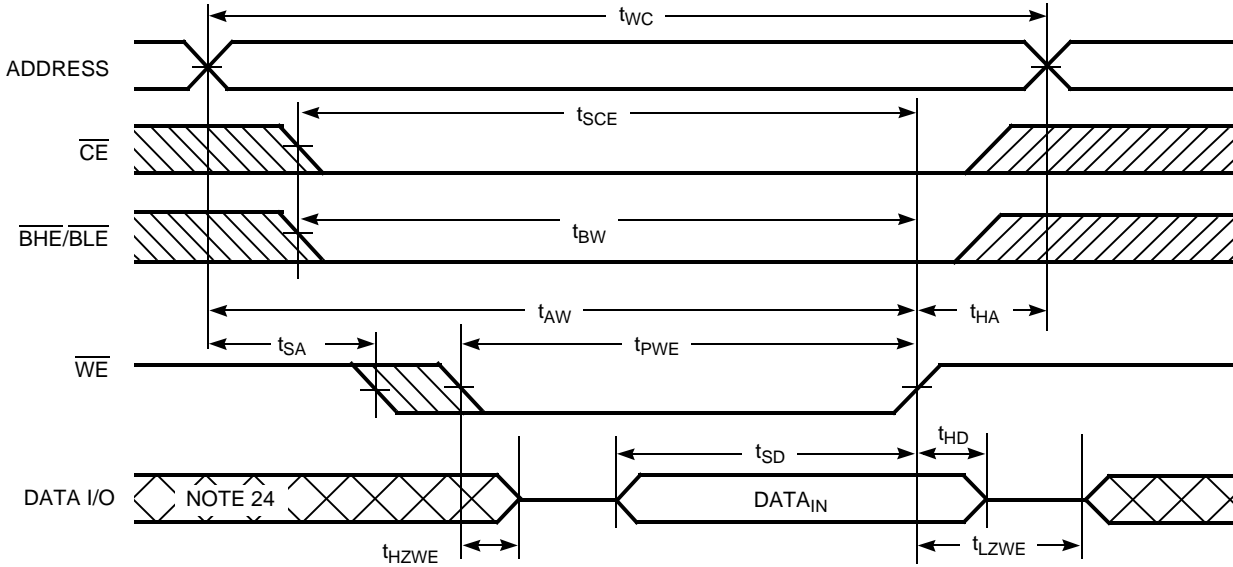 tWC
ADDRESS
tSCE
CE
tBW
BHE/BLE
tAW
tHA
tSA
tPWE
WE
tHD
tSD
DATA I/O
NOTE 24
DATAIN
tHZWE
tLZWE